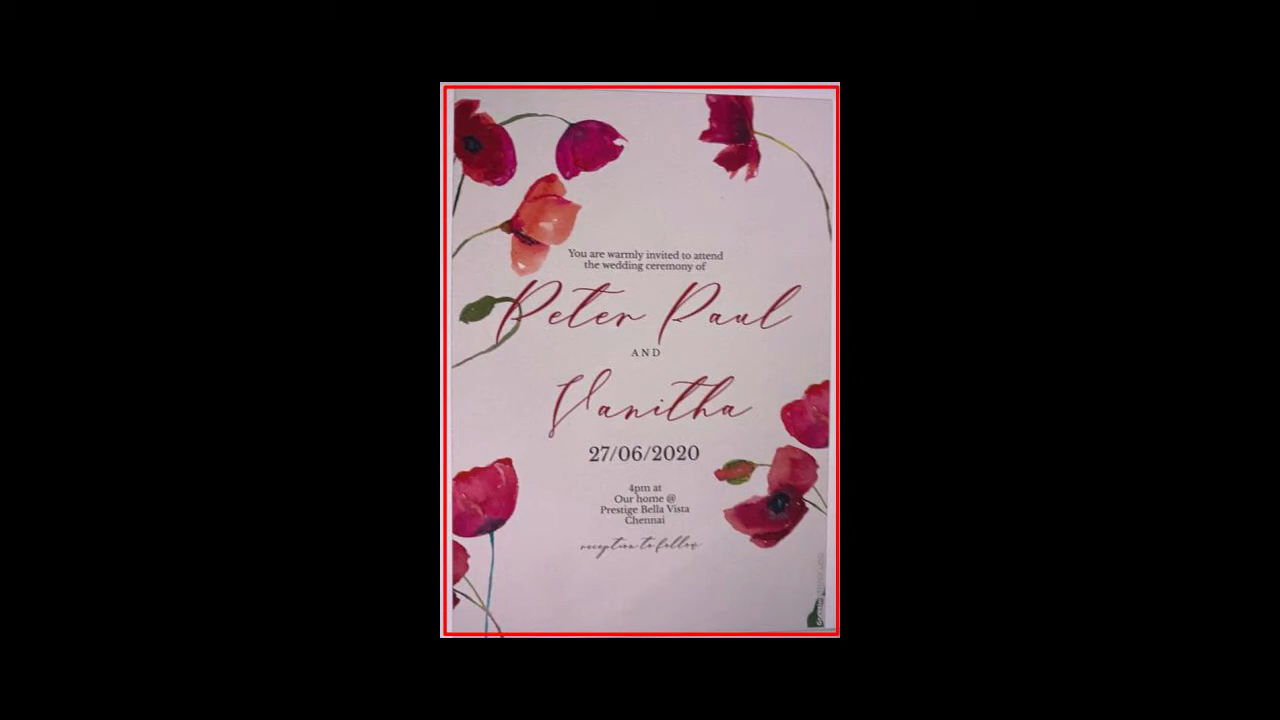 You are warmly invited to attend
the wedding ceremony of
Peter Paul
AND
Vanitha
27/06/2020
4pm at
Our home @
Prestige Bella Vista
Chennai
reception to follow